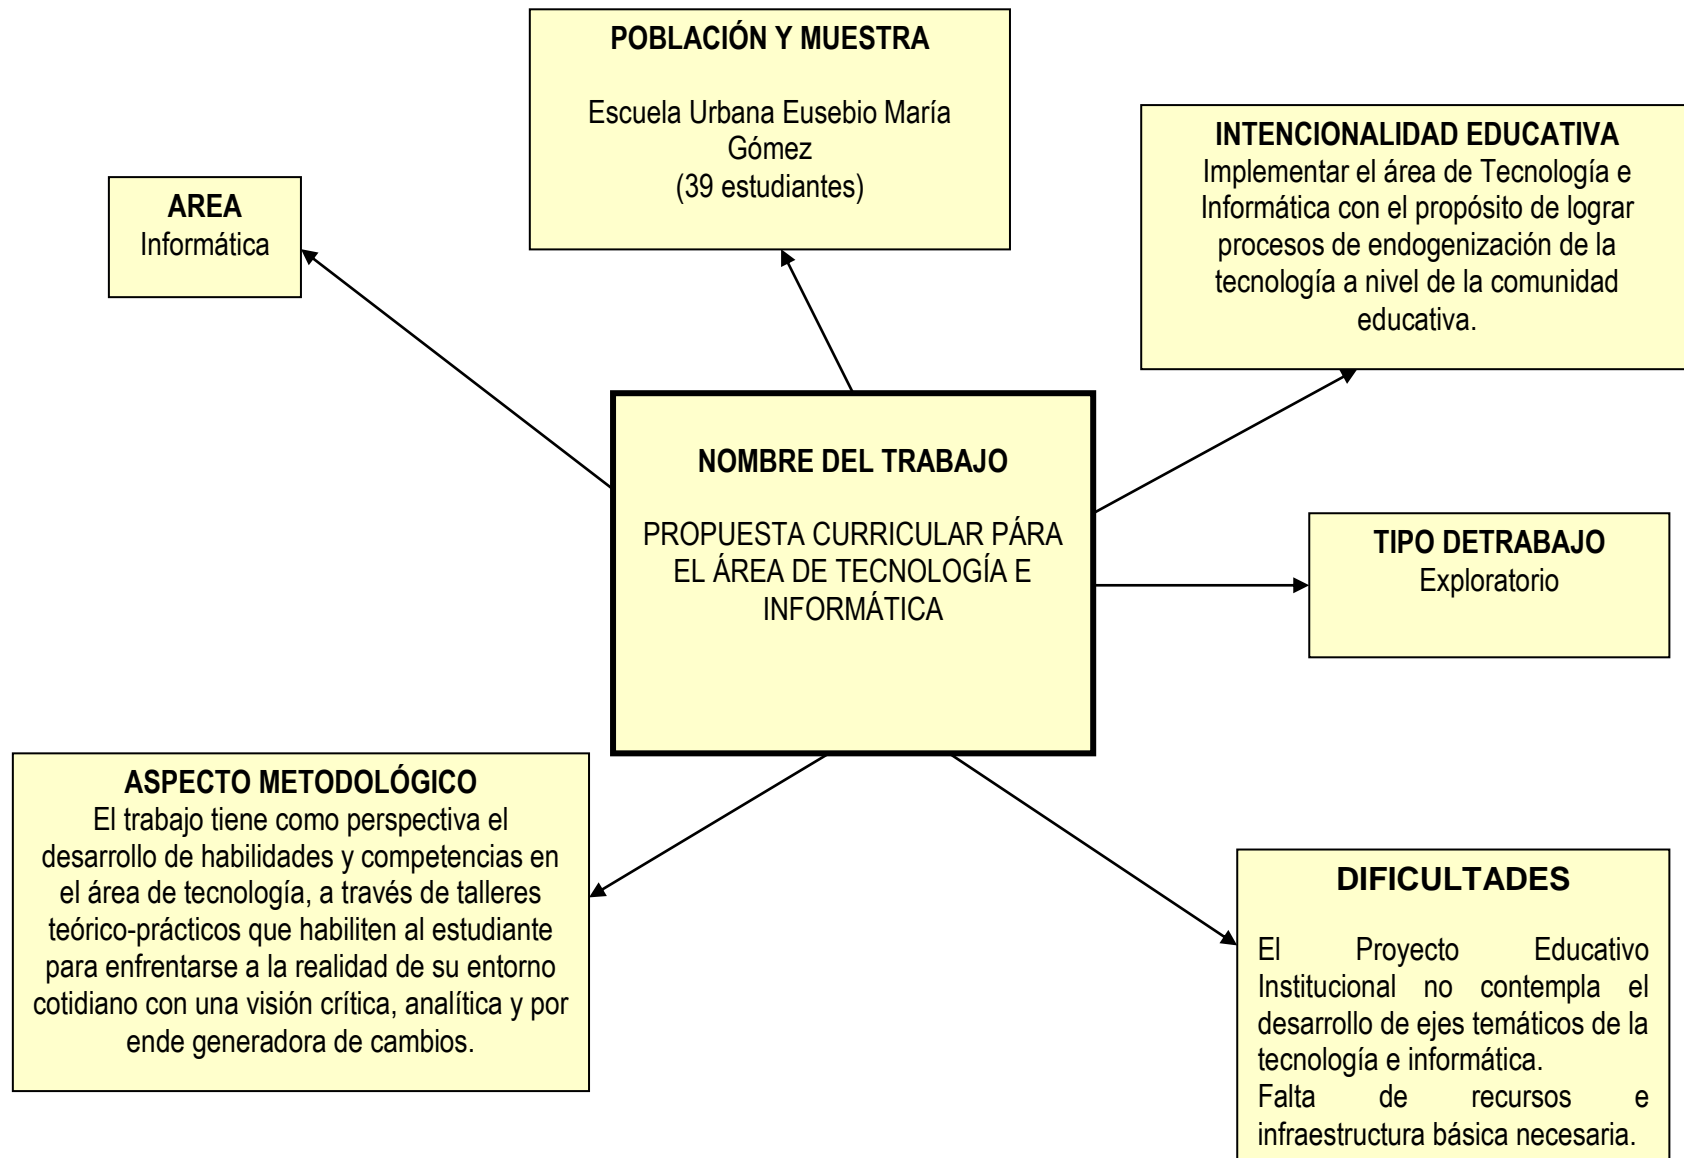 POBLACIÓN Y MUESTRA
Escuela Urbana Eusebio María
Gómez
(39 estudiantes)
INTENCIONALIDAD EDUCATIVA
Implementar el área de Tecnología e
Informática con el propósito de lograr
procesos de endogenización de la
tecnología a nivel de la comunidad
educativa.
AREA
Informática
NOMBRE DEL TRABAJO
PROPUESTA CURRICULAR PÁRA
EL ÁREA DE TECNOLOGÍA E
INFORMÁTICA
TIPO DETRABAJO
Exploratorio
ASPECTO METODOLÓGICO
El trabajo tiene como perspectiva el
desarrollo de habilidades y competencias en
el área de tecnología, a través de talleres
teórico-prácticos que habiliten al estudiante
para enfrentarse a la realidad de su entorno
cotidiano con una visión crítica, analítica y por
ende generadora de cambios.
DIFICULTADES
El Proyecto Educativo
Institucional no contempla el
desarrollo de ejes temáticos de la
tecnología e informática.
Falta de recursos e
infraestructura básica necesaria.